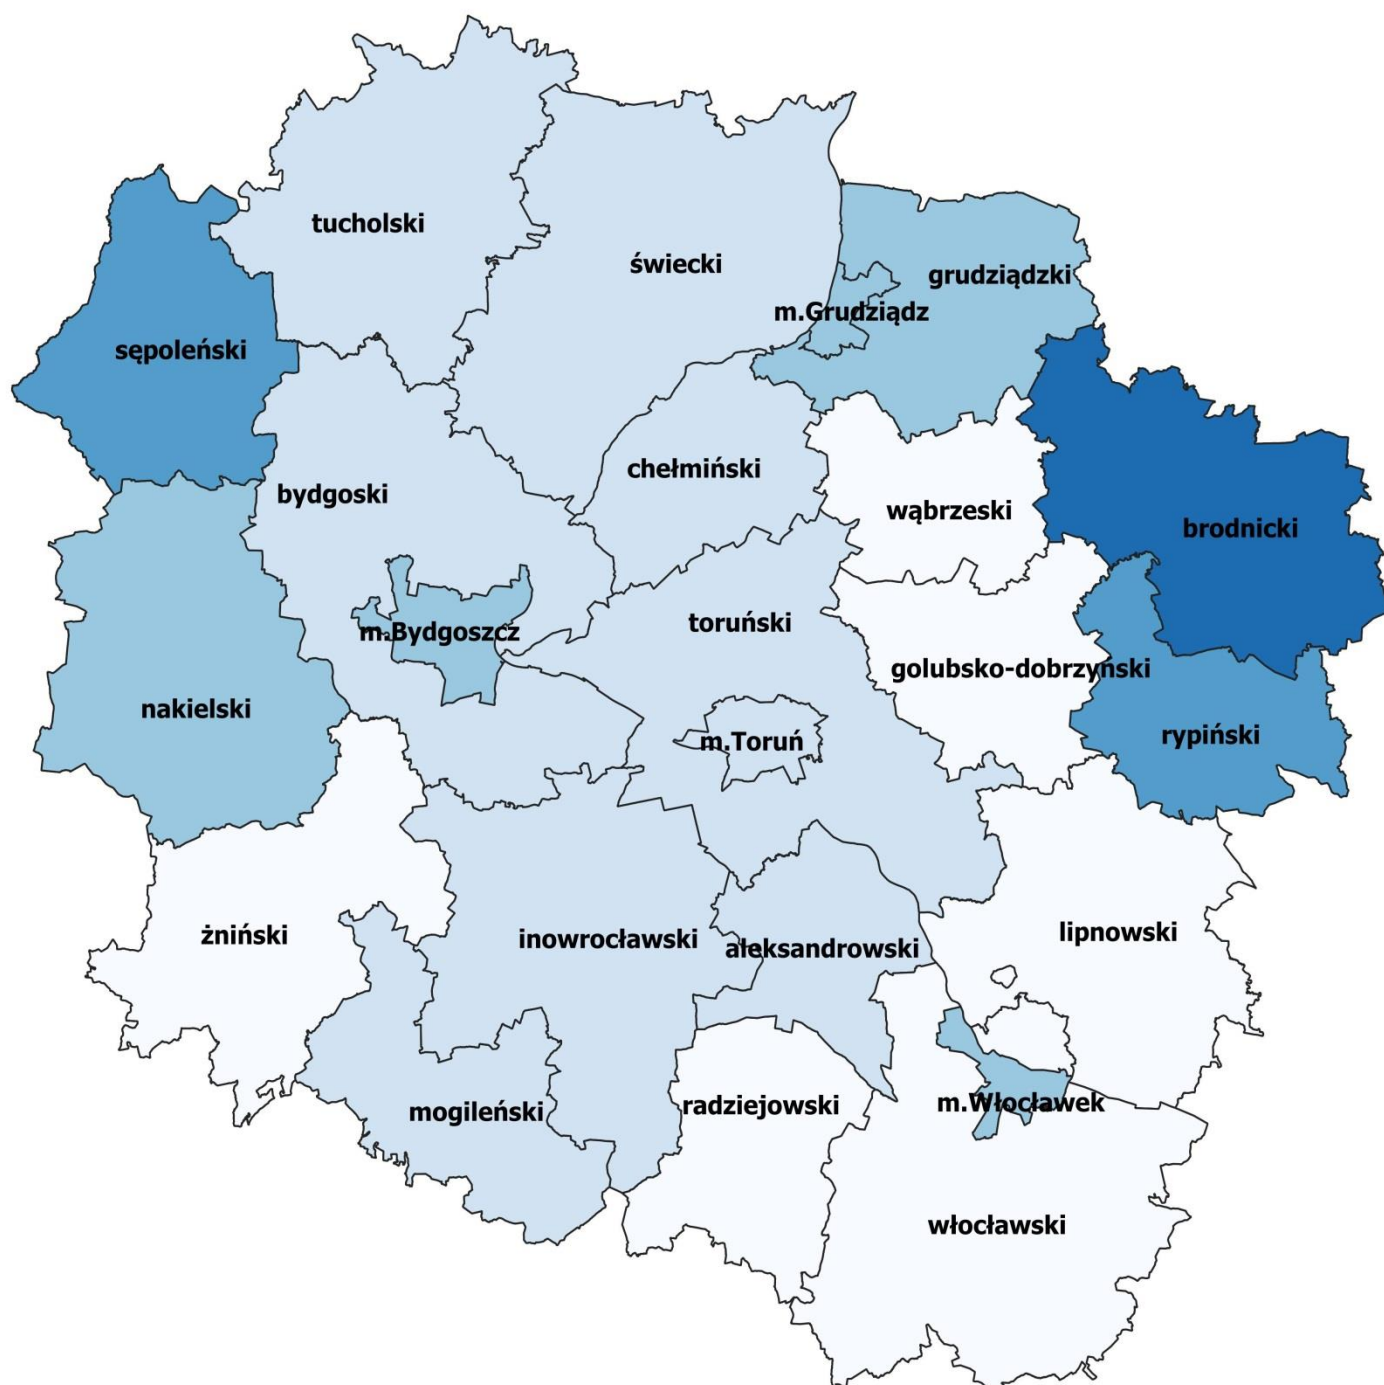 tucholski
świecki
grudziądzki
m.Grudziądz
sępoleński
chełmiński
bydgoski
wąbrzeski
brodnicki
toruński
m.Bydgoszcz
golubsko-dobrzyński
nakielski
rypiński
m.Toruń
żniński
inowrocławski
aleksandrowski
lipnowski
mogileński
radziejowski
m.Włocławek
włocławski